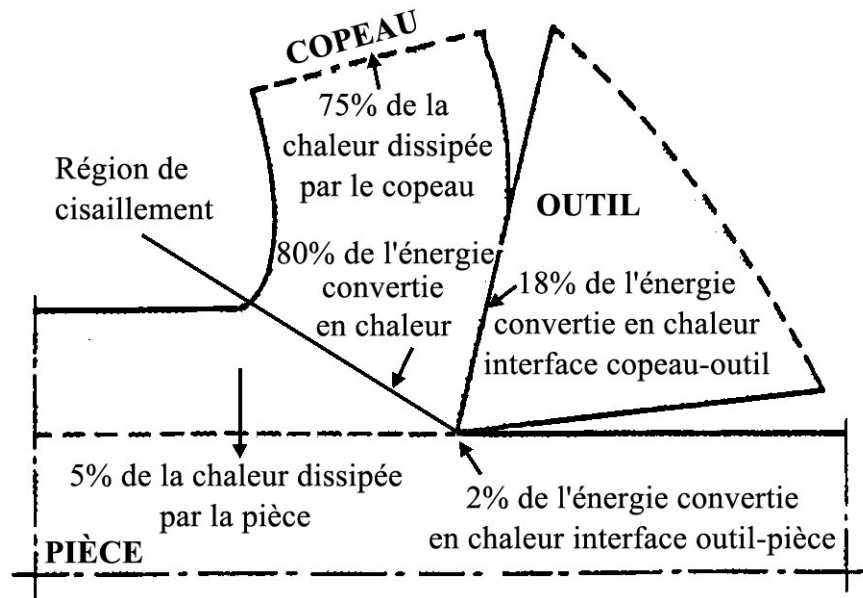 COPEAU
75% de la
chaleur dissipée
par le copeau
Région de
cisaillement
OUTIL
80% de l'énergie
convertie
en chaleur
18% de l'énergie
convertie en chaleur
interface copeau-outil
5% de la chaleur dissipée
par la pièce
2% de l'énergie convertie
en chaleur interface outil-pièce
PIÈCE